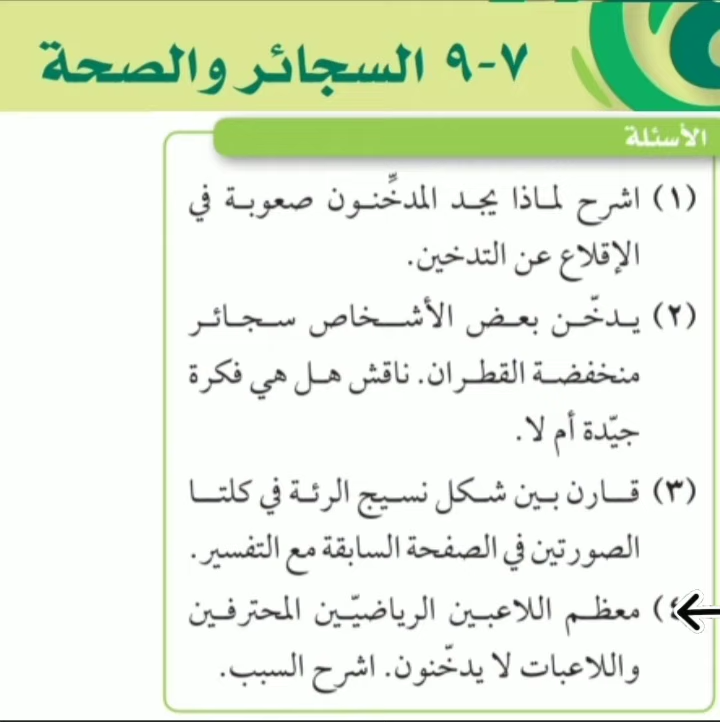 ٧-٩ السجائر والصحة
الأسئلة
(١) اشرح لماذا يجد المدخِّنون صعوبة في
الإقلاع عن التدخين.
(٢) يدخّن بعض الأشخاص سجائر
منخفضة القطران. ناقش هل هي فكرة
جيّدة أم لا.
(٣) قارن بين شكل نسيج الرئة في كلتا
الصورتين في الصفحة السابقة مع التفسير.
(٤) معظم اللاعبين الرياضيّين المحترفين
واللاعبات لا يدخّنون. اشرح السبب.